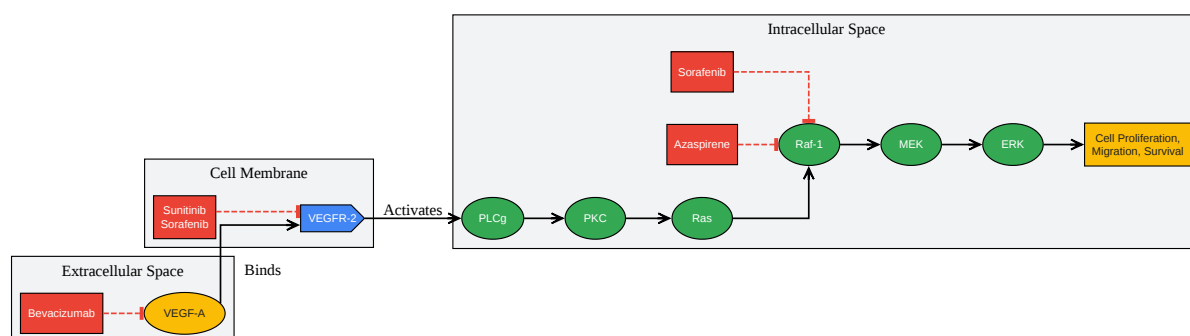 Intracellular Space
Sorafenib
Azaspirene
Raf-1
MEK
ERK
Cell Proliferation,
Migration, Survival
Cell Membrane
Sunitinib
Sorafenib
VEGFR-2
Activates
PLCg
PKC
Ras
Extracellular Space
Binds
Bevacizumab
VEGF-A